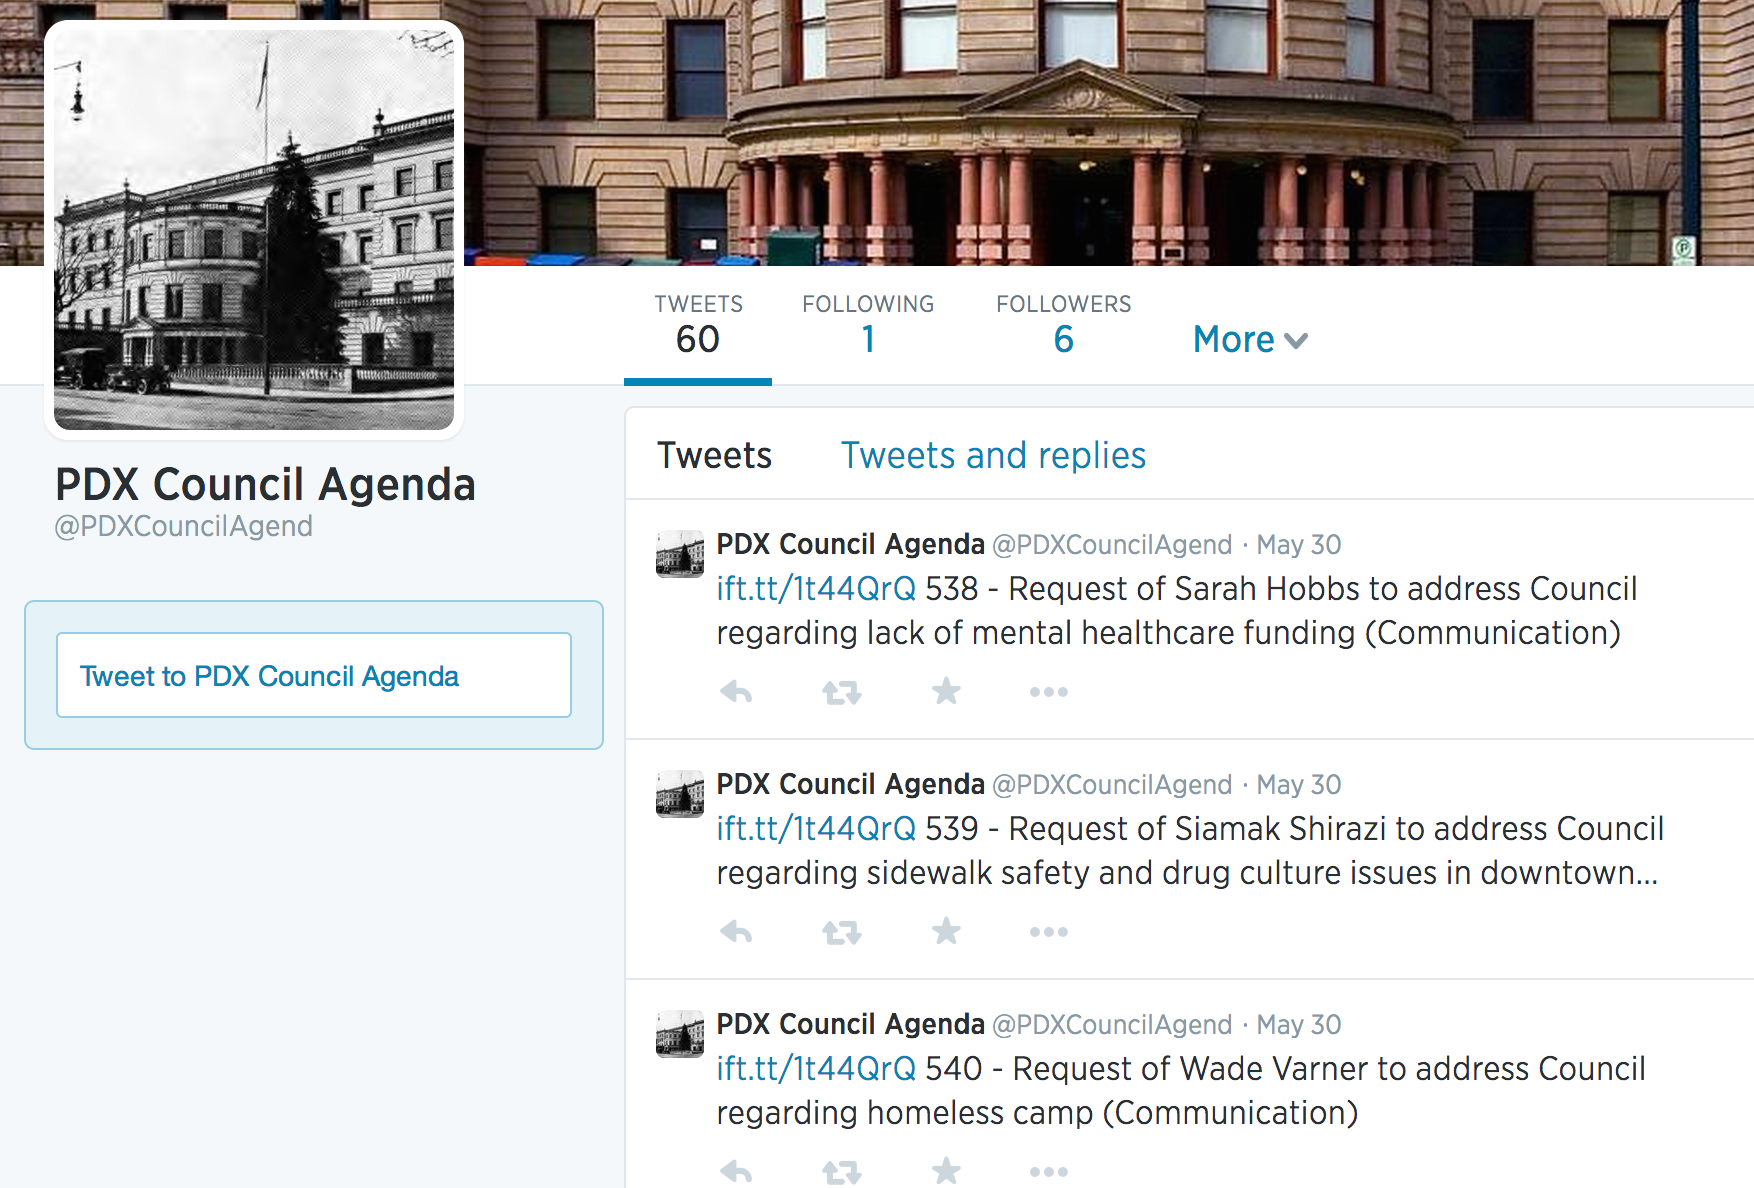 TWEETS
60
FOLLOWING
1
FOLLOWERS
6
More
PDX Council Agenda
@PDXCouncilAgend
Tweet to PDX Council Agenda
Tweets
Tweets and replies
PDX Council Agenda @PDXCouncilAgend · May 30
ift.tt/1t44QrQ 538 - Request of Sarah Hobbs to address Council
regarding lack of mental healthcare funding (Communication)
PDX Council Agenda @PDXCouncilAgend · May 30
ift.tt/1t44QrQ 539 - Request of Siamak Shirazi to address Council
regarding sidewalk safety and drug culture issues in downtown...
PDX Council Agenda @PDXCouncilAgend · May 30
ift.tt/1t44QrQ 540 - Request of Wade Varner to address Council
regarding homeless camp (Communication)